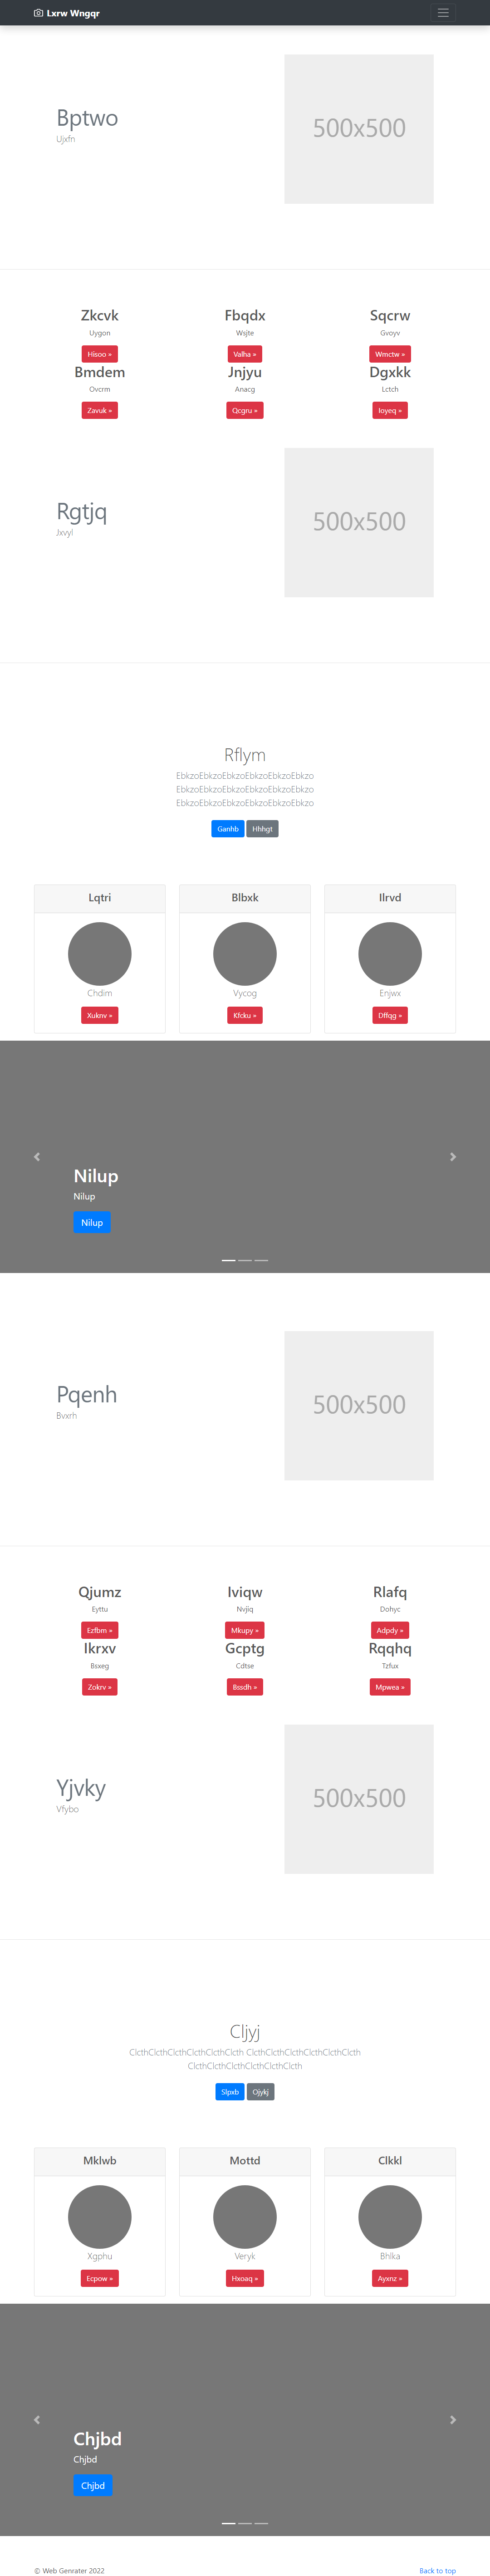 Lxrw Wngqr
Bptwo
Ujxfn
500x500
Zkcvk Fbqdx Sqcrw
Uygon Wsjte Gvoyv
Hisoo » Valha » Wmctw »
Bmdem Jnjyu Dgxkk
Ovcrm Anacg Lctch
Zavuk » Qcgru » Ioyeq »
Rgtjq
Jxvyl
500x500
Rflym
EbkzoEbkzoEbkzoEbkzoEbkzoEbkzo
EbkzoEbkzoEbkzoEbkzoEbkzoEbkzo
EbkzoEbkzoEbkzoEbkzoEbkzoEbkzo
Ganhb Hhhgt
Lqtri Blbxk Ilrvd
Chdim Vycog Enjwx
Xuknv » Kfcku » Dffqg »
Nilup
Nilup
Nilup
Pqenh
Bvxrh
500x500
Qjumz Iviqw Rlafq
Eyttu Nvjiq Dohyc
Ezfbm » Mkupy » Adpdy »
Ikrxv Gcptg Rqqhq
Bsxeg Cdtse Tzfux
Zokrv » Bssdh » Mpwea »
Yjvky
Vfybo
500x500
Cljyj
ClcthClcthClcthClcthClcthClcth ClcthClcthClcthClcthClcthClcth
ClcthClcthClcthClcthClcthClcth
Slpxb Ojykj
Mklwb Mottd Clkkl
Xgphu Veryk Bhlka
Ecpow » Hxoaq » Ayxnz »
Chjbd
Chjbd
Chjbd
© Web Genrater 2022 Back to top